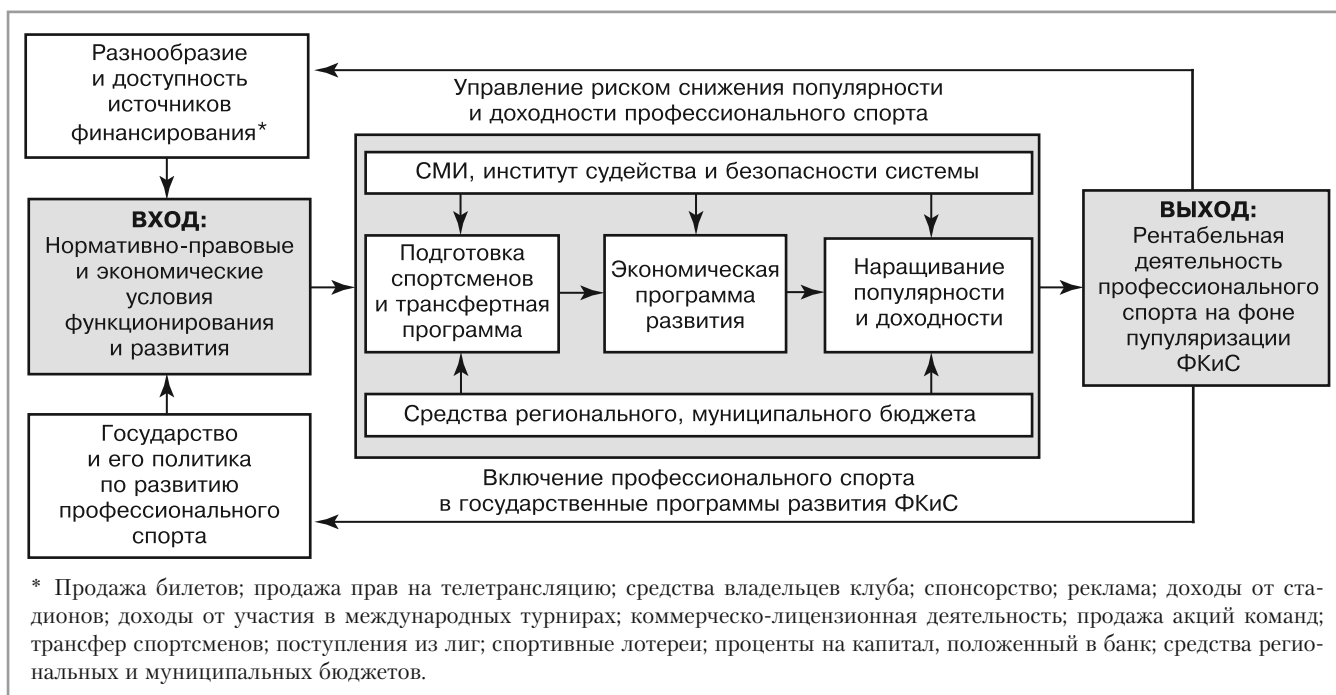 Разнообразие
и доступность
источников
финансирования*
Управление риском снижения популярности
и доходности профессионального спорта
СМИ, институт судейства и безопасности системы
ВХОД:
Нормативно-правовые
и экономические
условия
функционирования
и развития
Подготовка
спортсменов
и трансфертная
программа
Экономическая
программа
развития
Наращивание
популярности
и доходности
ВЫХОД:
Рентабельная
деятельность
профессионального
спорта на фоне
пупуляризации
ФКиС
Средства регионального, муниципального бюджета
Государство
и его политика
по развитию
профессионального
спорта
Включение профессионального спорта
в государственные программы развития ФКиС
* Продажа билетов; продажа прав на телетрансляцию; средства владельцев клуба; спонсорство; реклама; доходы от ста-
дионов; доходы от участия в международных турнирах; коммерческо-лицензионная деятельность; продажа акций команд;
трансфер спортсменов; поступления из лиг; спортивные лотереи; проценты на капитал, положенный в банк; средства регио-
нальных и муниципальных бюджетов.